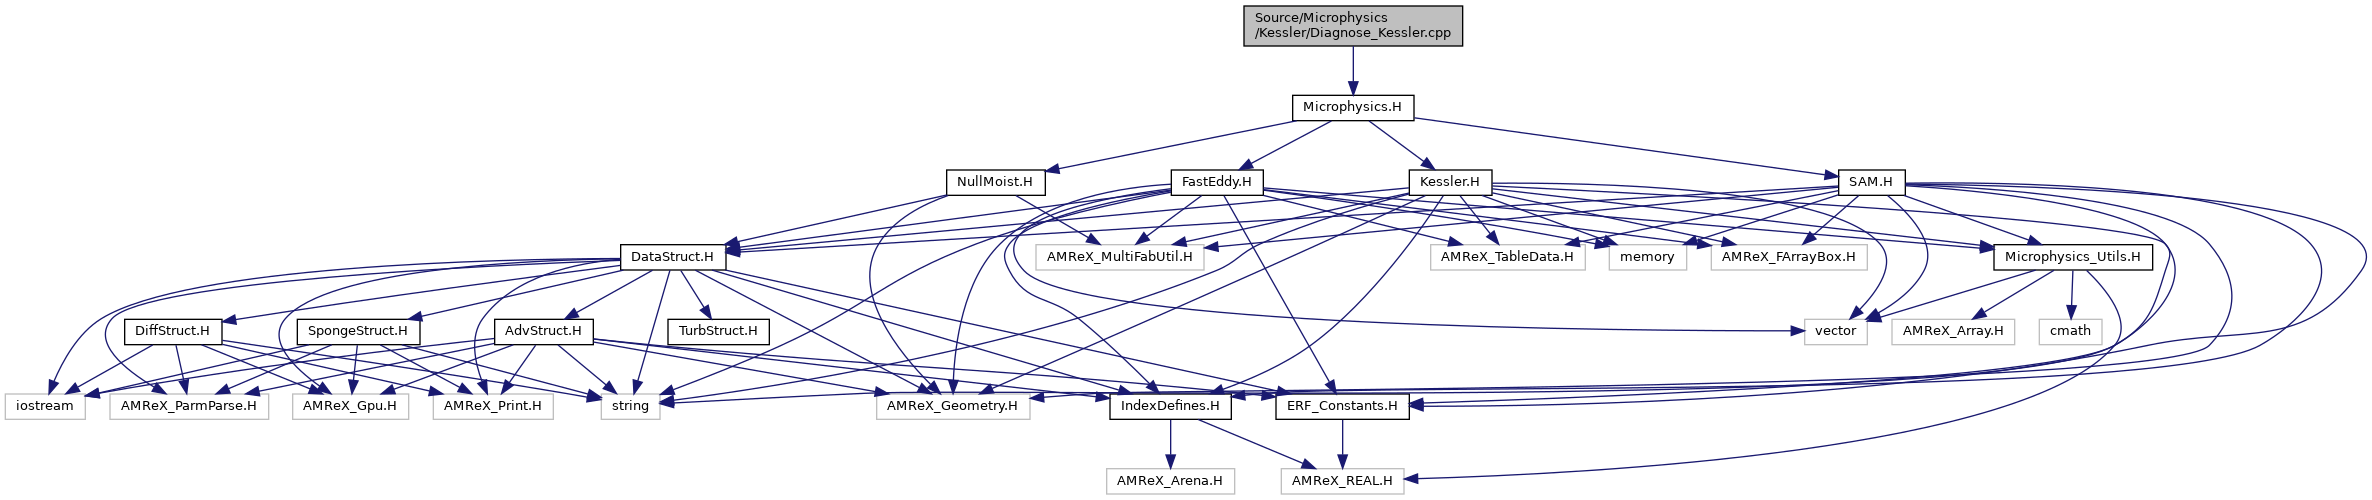 Source/Microphysics
/Kessler/Diagnose_Kessler.cpp
Microphysics.H
NullMoist.H
FastEddy.H
Kessler.H
SAM.H
DataStruct.H
AMReX_MultiFabUtil.H
AMReX_TableData.H
memory
AMReX_FArrayBox.H
Microphysics_Utils.H
DiffStruct.H
SpongeStruct.H
AdvStruct.H
TurbStruct.H
vector
AMReX_Array.H
cmath
iostream
AMReX_ParmParse.H
AMReX_Gpu.H
AMReX_Print.H
string
AMReX_Geometry.H
IndexDefines.H
ERF_Constants.H
AMReX_Arena.H
AMReX_REAL.H